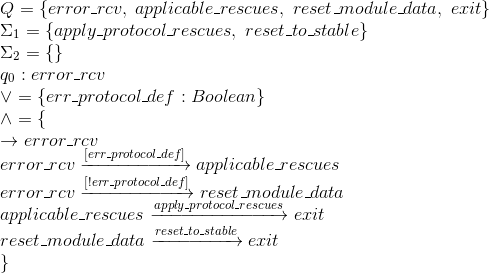 Q = {error_rcv, applicable_rescues, reset_module_data, exit}
Σ₁ = {apply_protocol_rescues, reset_to_stable}
Σ₂ = {}
q₀ : error_rcv
∨ = {err_protocol_def : Boolean}
∧ = {
→ error_rcv
error_rcv —[err_protocol_def]→ applicable_rescues
error_rcv —[!err_protocol_def]→ reset_module_data
applicable_rescues —apply_protocol_rescues→ exit
reset_module_data —reset_to_stable→ exit
}